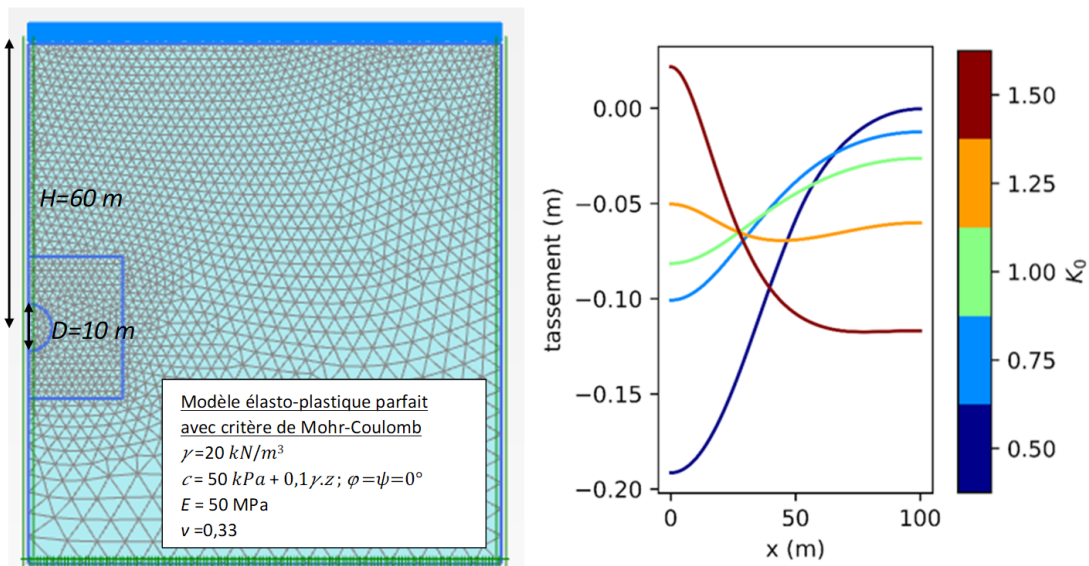 H=60 m
D=10 m
Modèle élasto-plastique parfait
avec critère de Mohr-Coulomb
γ=20 kN/m³
c= 50 kPa + 0,1γ.z ; φ=ψ=0°
E = 50 MPa
ν =0,33
tassement (m)
0.00
−0.05
−0.10
−0.15
−0.20
0 50 100
x (m)
1.50
1.25
1.00
0.75
0.50
K₀